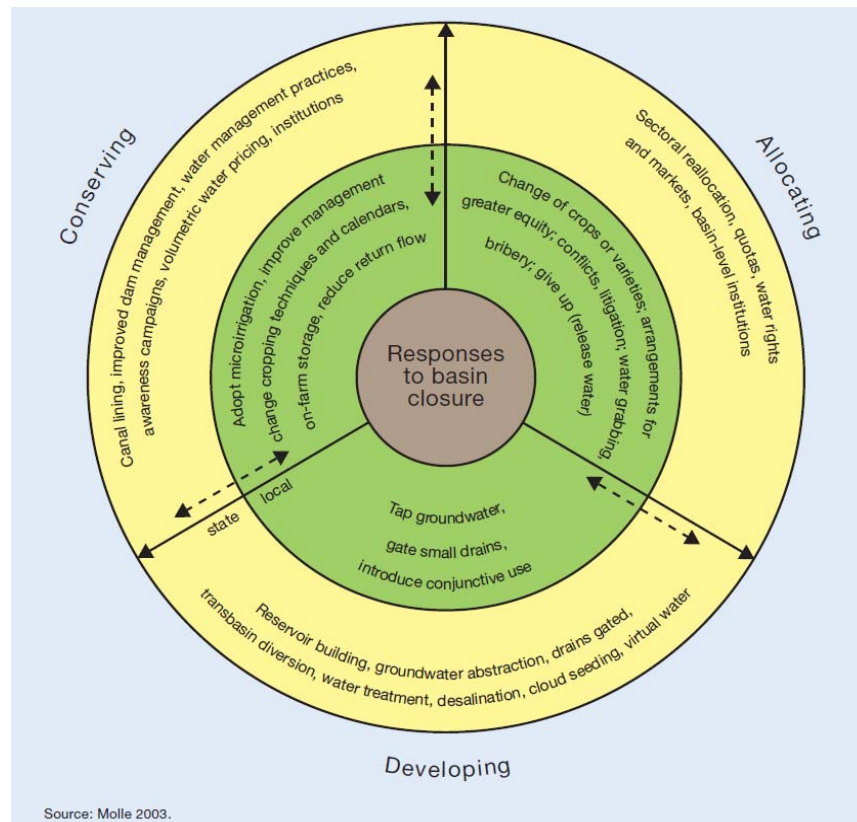 Conserving
Canal lining, improved dam management, water management practices,
awareness campaigns, volumetric water pricing, institutions
Adopt microirrigation, improve management
change cropping techniques and calendars,
on-farm storage, reduce return flow
Allocating
Sectoral reallocation, quotas, water rights
and markets, basin-level institutions
Change of crops or varieties; arrangements for
greater equity; conflicts, litigation; water grabbing,
bribery; give up (release water)
Responses
to basin
closure
state
local
Tap groundwater,
gate small drains,
introduce conjunctive use
Reservoir building, groundwater abstraction, drains gated,
transbasin diversion, water treatment, desalination, cloud seeding, virtual water
Developing
Source: Molle 2003.